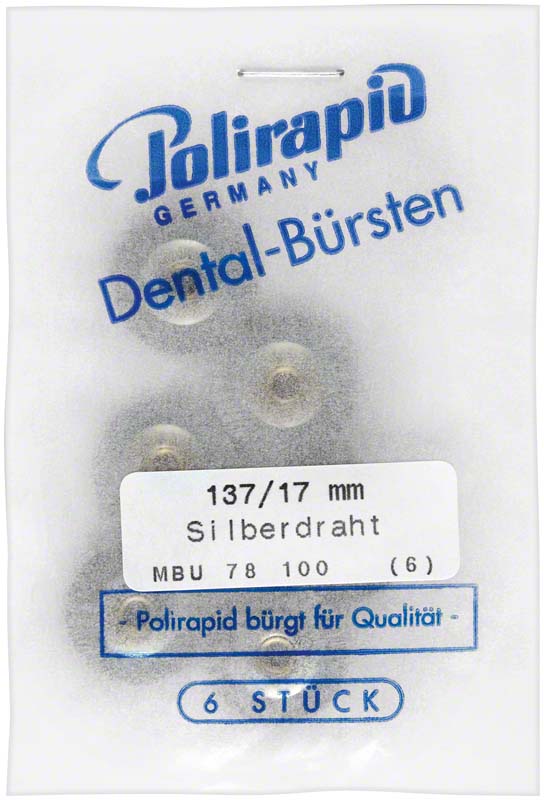 Polirapid
GERMANY
Dental-Bürsten
137/17 mm
Silberdraht
MBU 78 100 (6)
- Polirapid bürgt für Qualität -
6 STÜCK